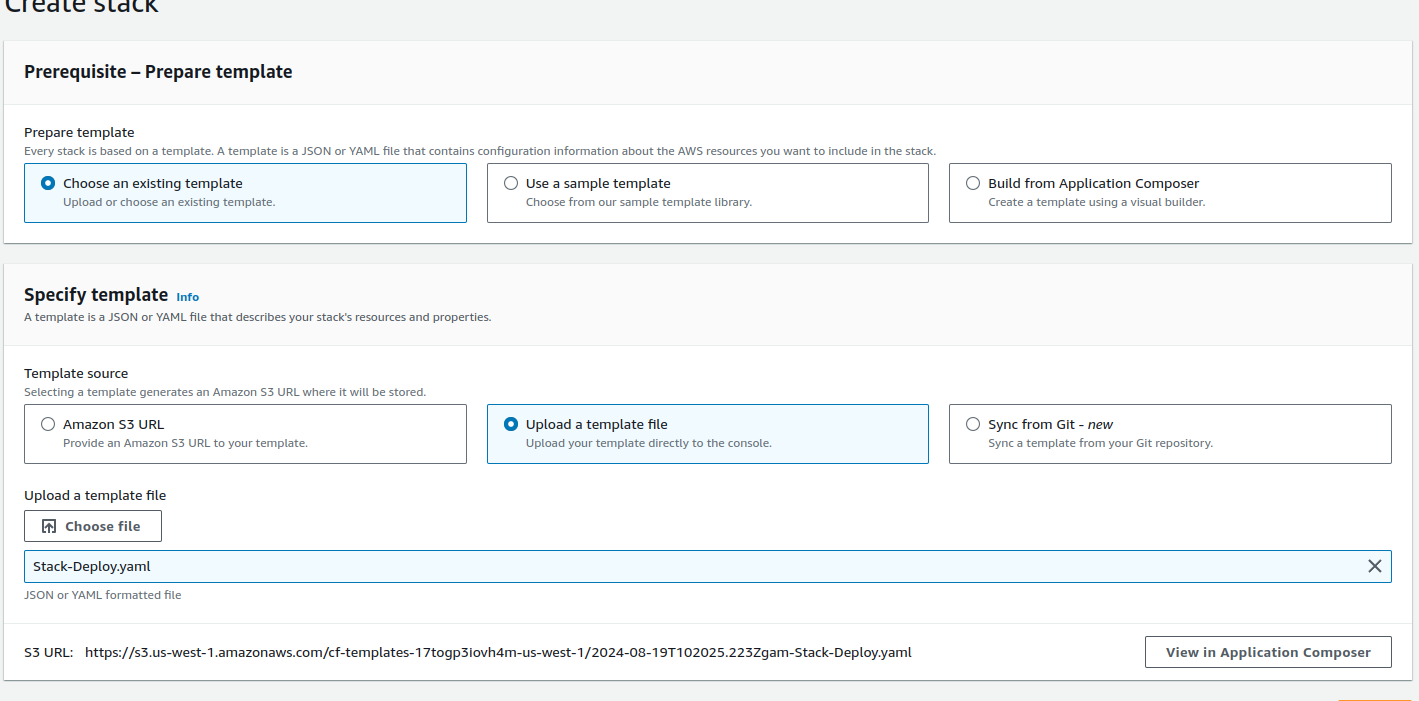 Create stack
Prerequisite – Prepare template
Prepare template
Every stack is based on a template. A template is a JSON or YAML file that contains configuration information about the AWS resources you want to include in the stack.
Choose an existing template
Upload or choose an existing template.
Use a sample template
Choose from our sample template library.
Build from Application Composer
Create a template using a visual builder.
Specify template Info
A template is a JSON or YAML file that describes your stack's resources and properties.
Template source
Selecting a template generates an Amazon S3 URL where it will be stored.
Amazon S3 URL
Provide an Amazon S3 URL to your template.
Upload a template file
Upload your template directly to the console.
Sync from Git - new
Sync a template from your Git repository.
Upload a template file
Choose file
Stack-Deploy.yaml
JSON or YAML formatted file
S3 URL: https://s3.us-west-1.amazonaws.com/cf-templates-17togp3iovh4m-us-west-1/2024-08-19T102025.223Zgam-Stack-Deploy.yaml
View in Application Composer